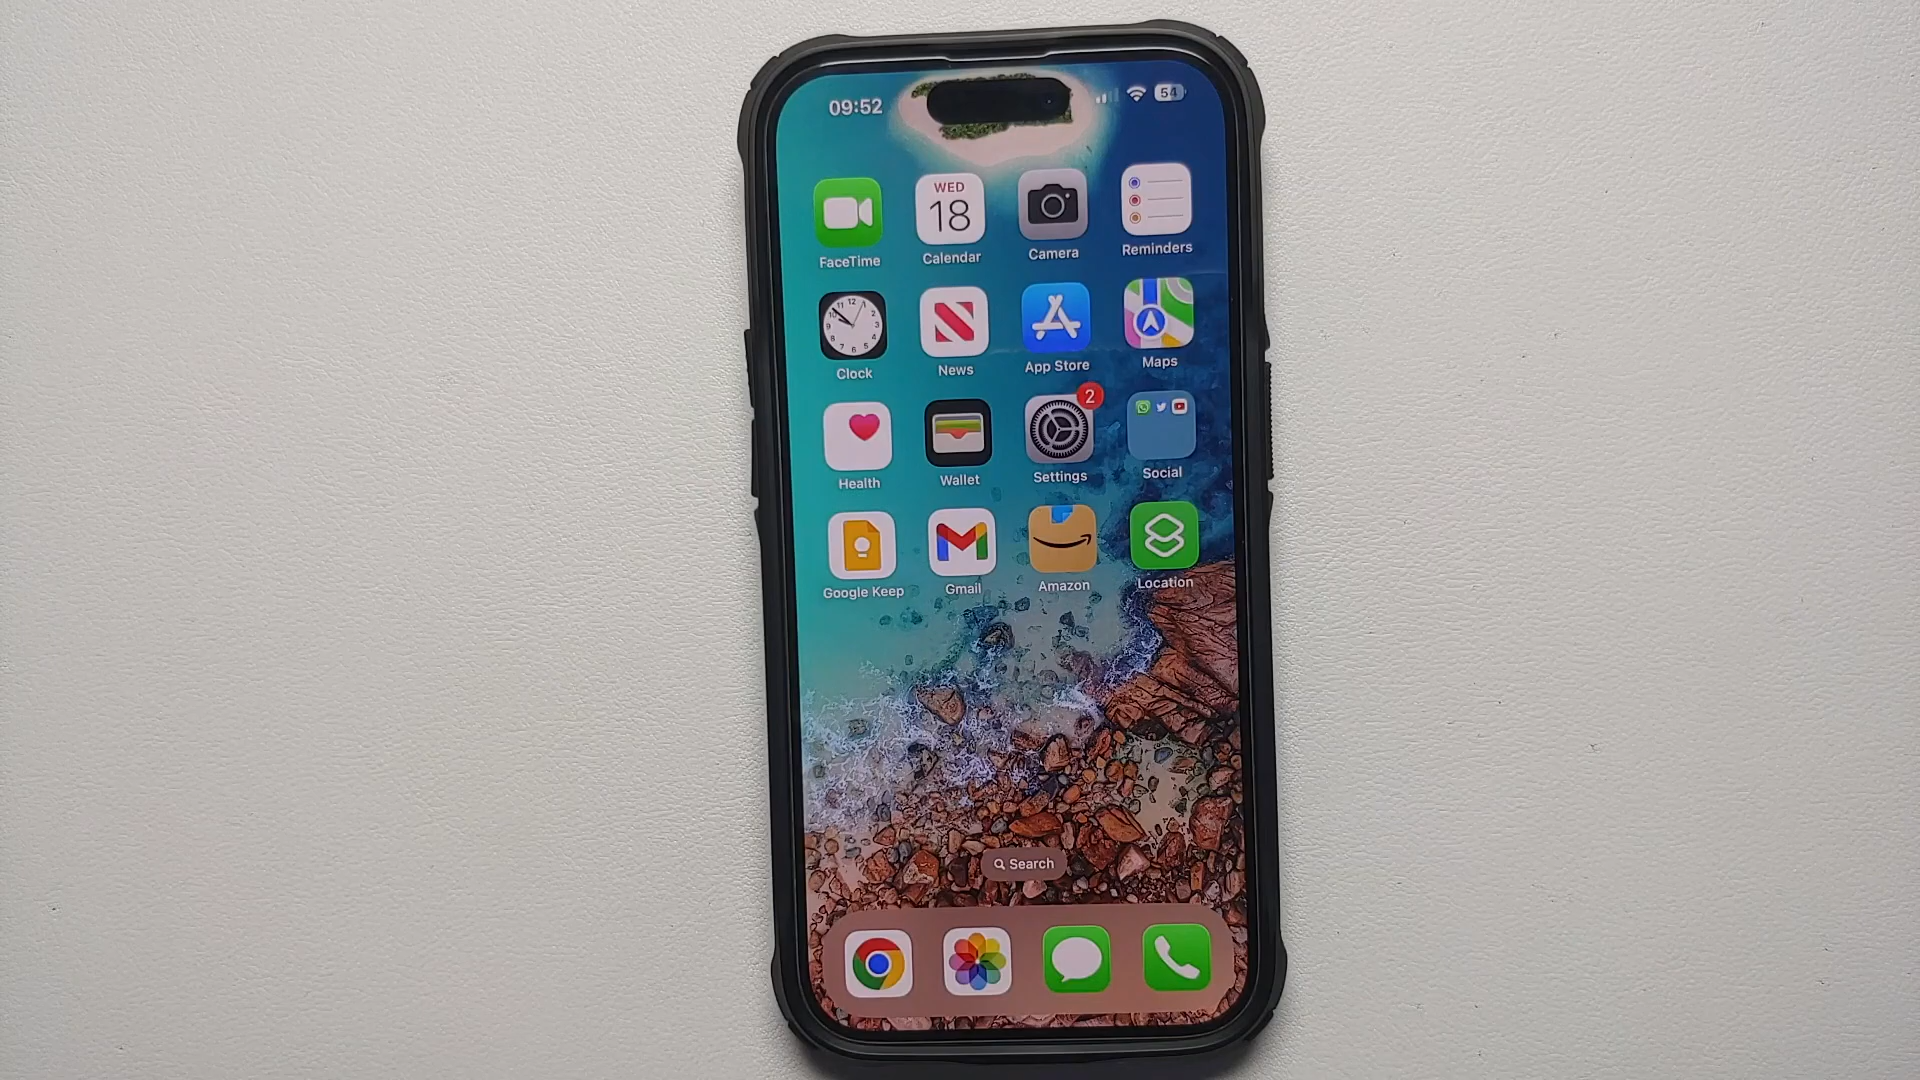 09:52
54
WED
18
FaceTime
Calendar
Camera
Reminders
Clock
News
App Store
Maps
2
Health
Wallet
Settings
Social
Google Keep
Gmail
Amazon
Location
Search